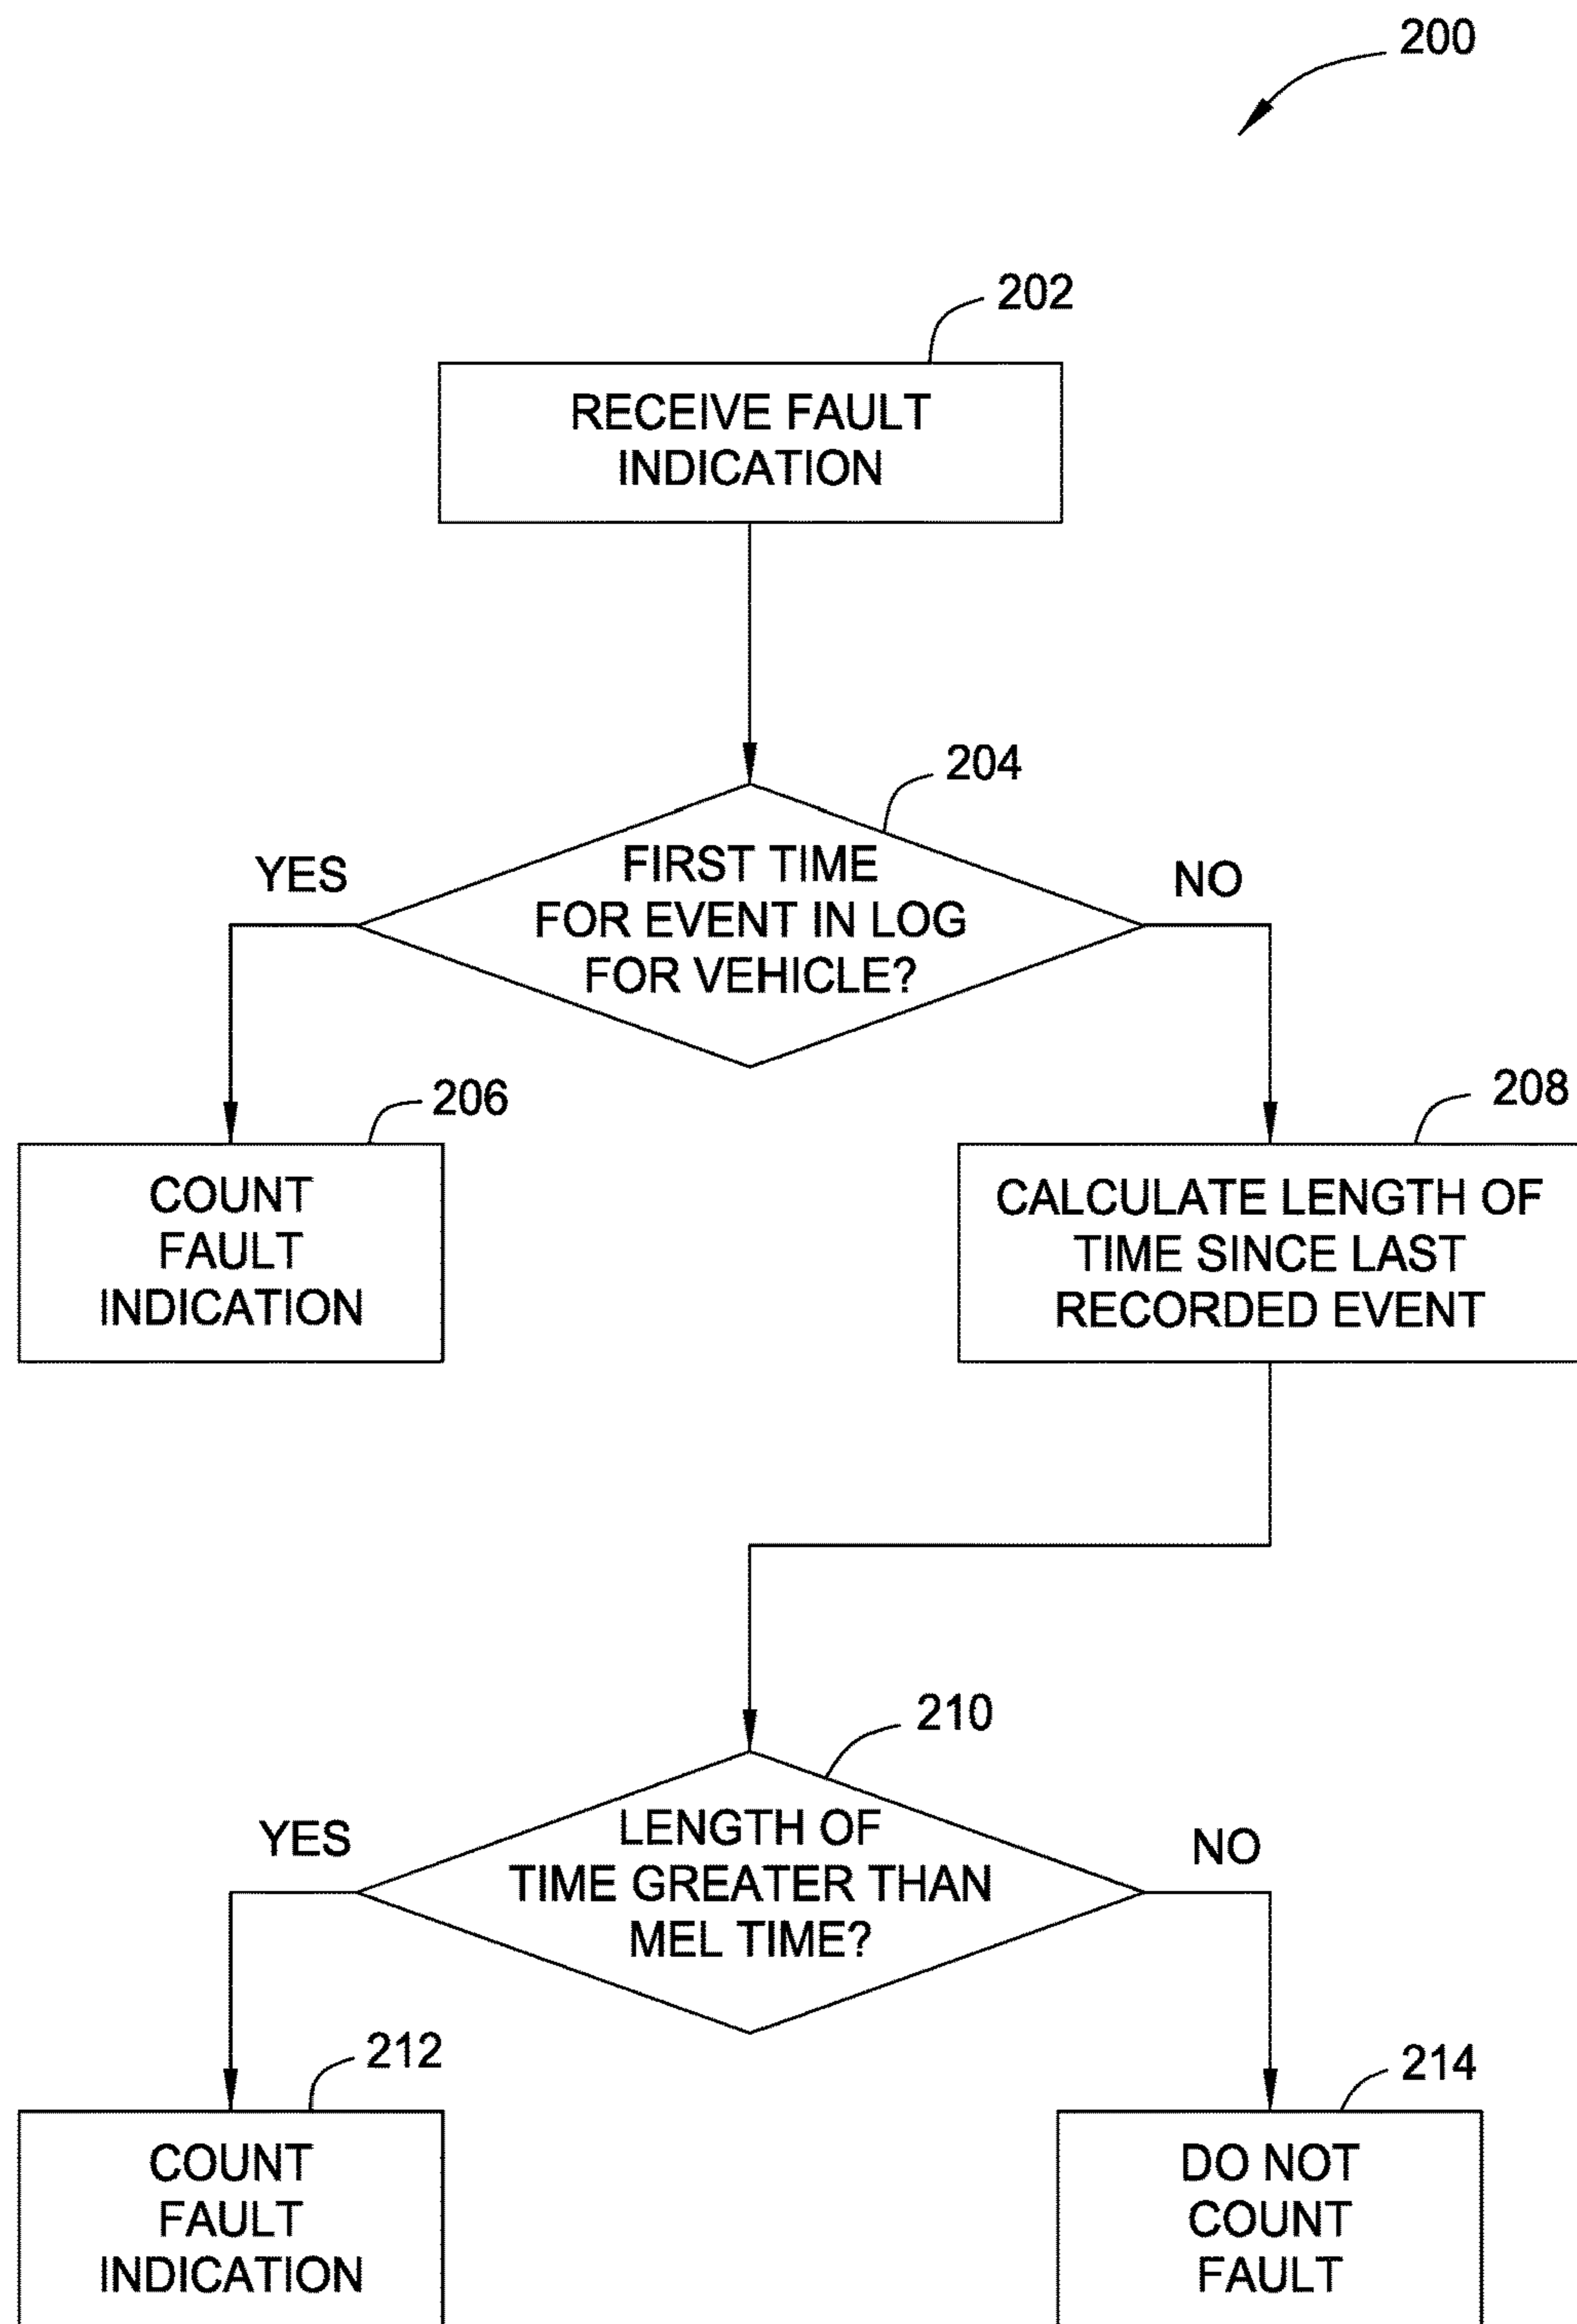 200
202
RECEIVE FAULT
INDICATION
204
YES
NO
FIRST TIME
FOR EVENT IN LOG
FOR VEHICLE?
206
208
COUNT
FAULT
INDICATION
CALCULATE LENGTH OF
TIME SINCE LAST
RECORDED EVENT
210
YES
NO
LENGTH OF
TIME GREATER THAN
MEL TIME?
212
214
COUNT
FAULT
INDICATION
DO NOT
COUNT
FAULT